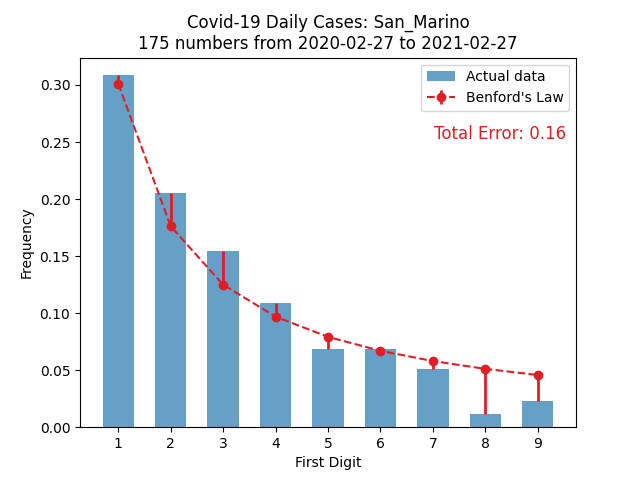 Covid-19 Daily Cases: San_Marino
175 numbers from 2020-02-27 to 2021-02-27
Actual data
Benford's Law
Total Error: 0.16
Frequency
0.30
0.25
0.20
0.15
0.10
0.05
0.00
1 2 3 4 5 6 7 8 9
First Digit